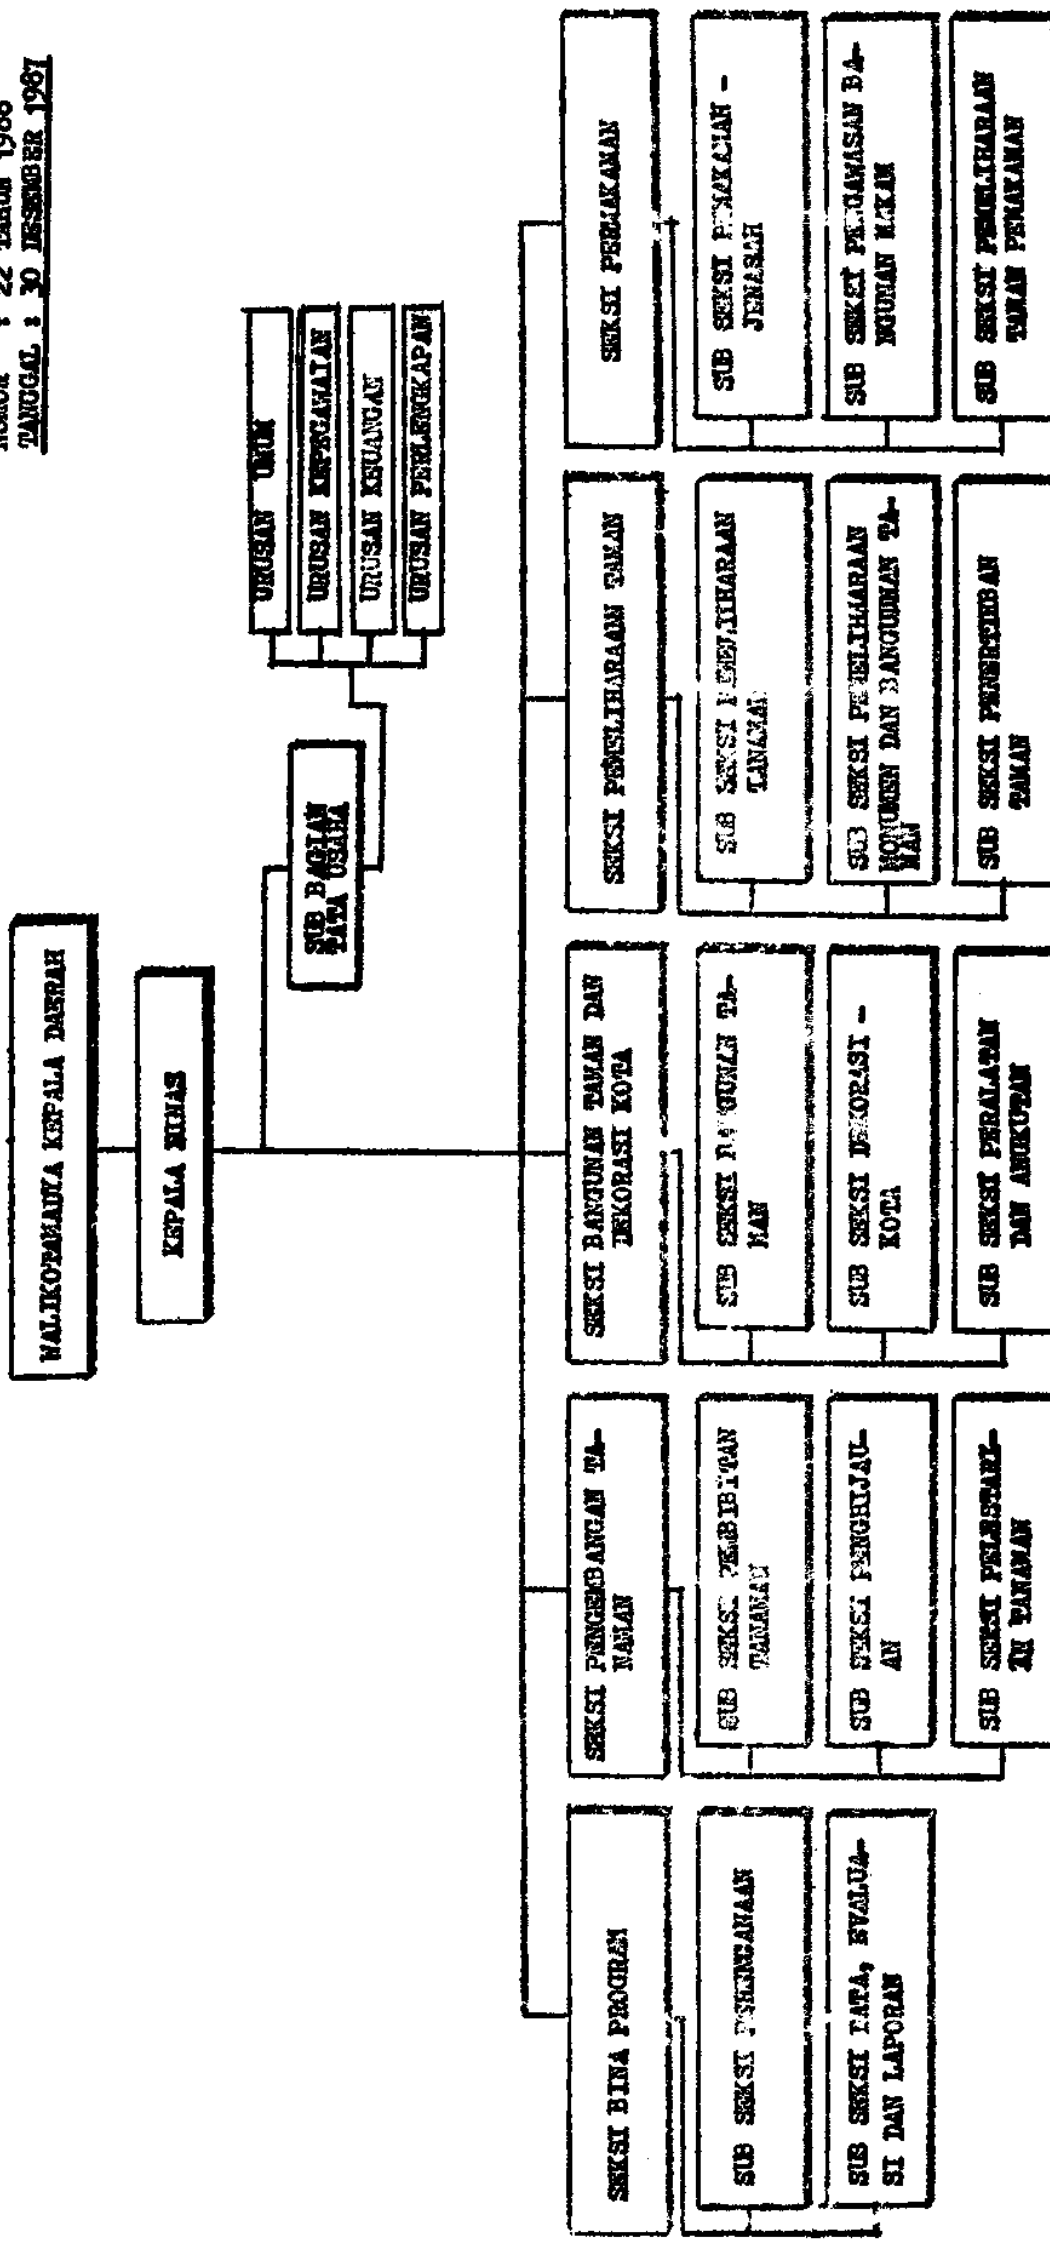 TANGGAL : 30 DESEMBER 1987
WALIKOTAMADYA KEPALA DAERAH
KEPALA DINAS
SUB BAGIAN
TATA USAHA
URUSAN UMUM
URUSAN KEPEGAWAIAN
URUSAN KEUANGAN
URUSAN PERLENGKAPAN
SEKSI BINA PROGRAM
SUB SEKSI PERENCANAAN
SUB SEKSI DATA, EVALUA-
SI DAN LAPORAN
SEKSI PENGEMBANGAN TA-
NAMAN
SUB SEKSI PEMBIBITAN
TANAMAN
SUB SEKSI PENGHIJAU-
AN
SUB SEKSI PELESTARI-
AN TANAMAN
SEKSI BANGUNAN TAMAN DAN
DEKORASI KOTA
SUB SEKSI BANGUNAN TA-
MAN
SUB SEKSI DEKORASI -
KOTA
SUB SEKSI PERALATAN
DAN ANGKUTAN
SEKSI PEMELIHARAAN TAMAN
SUB SEKSI PEMELIHARAAN
TANAMAN
SUB SEKSI PEMELIHARAAN
MONUMEN DAN BANGUNAN TA-
MAN
SUB SEKSI PENERTIBAN
TAMAN
SEKSI PERMAKAMAN
SUB SEKSI PEMAKAMAN -
JENASAH
SUB SEKSI PENGAWASAN BA-
NGUNAN MAKAM
SUB SEKSI PEMELIHARAAN
TAMAN PEMAKAMAN